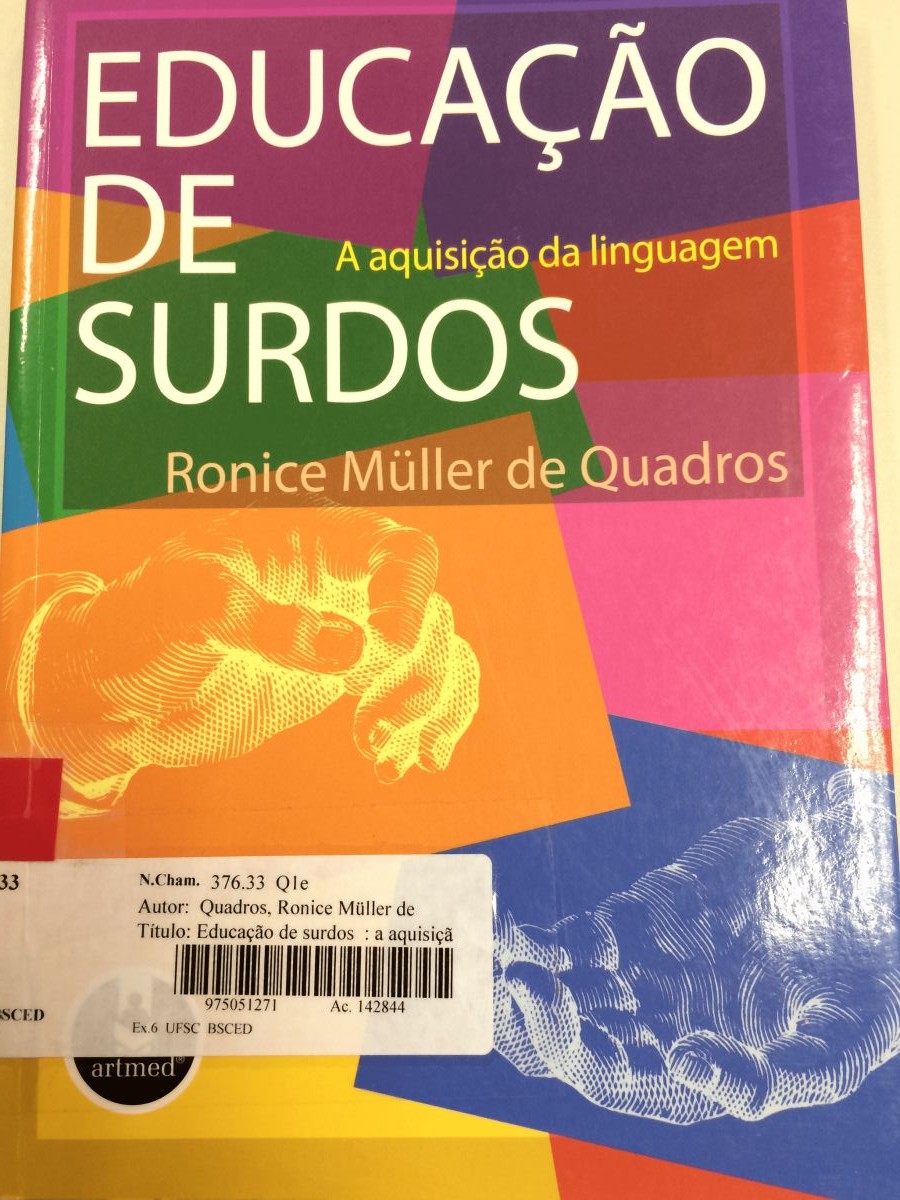 EDUCAÇÃO
DE
A aquisição da linguagem
SURDOS
Ronice Müller de Quadros
33
N.Cham. 376.33 Q1e
Autor: Quadros, Ronice Müller de
Título: Educação de surdos : a aquisiçã
975051271 Ac. 142844
BSCED
Ex.6 UFSC BSCED
artmed®